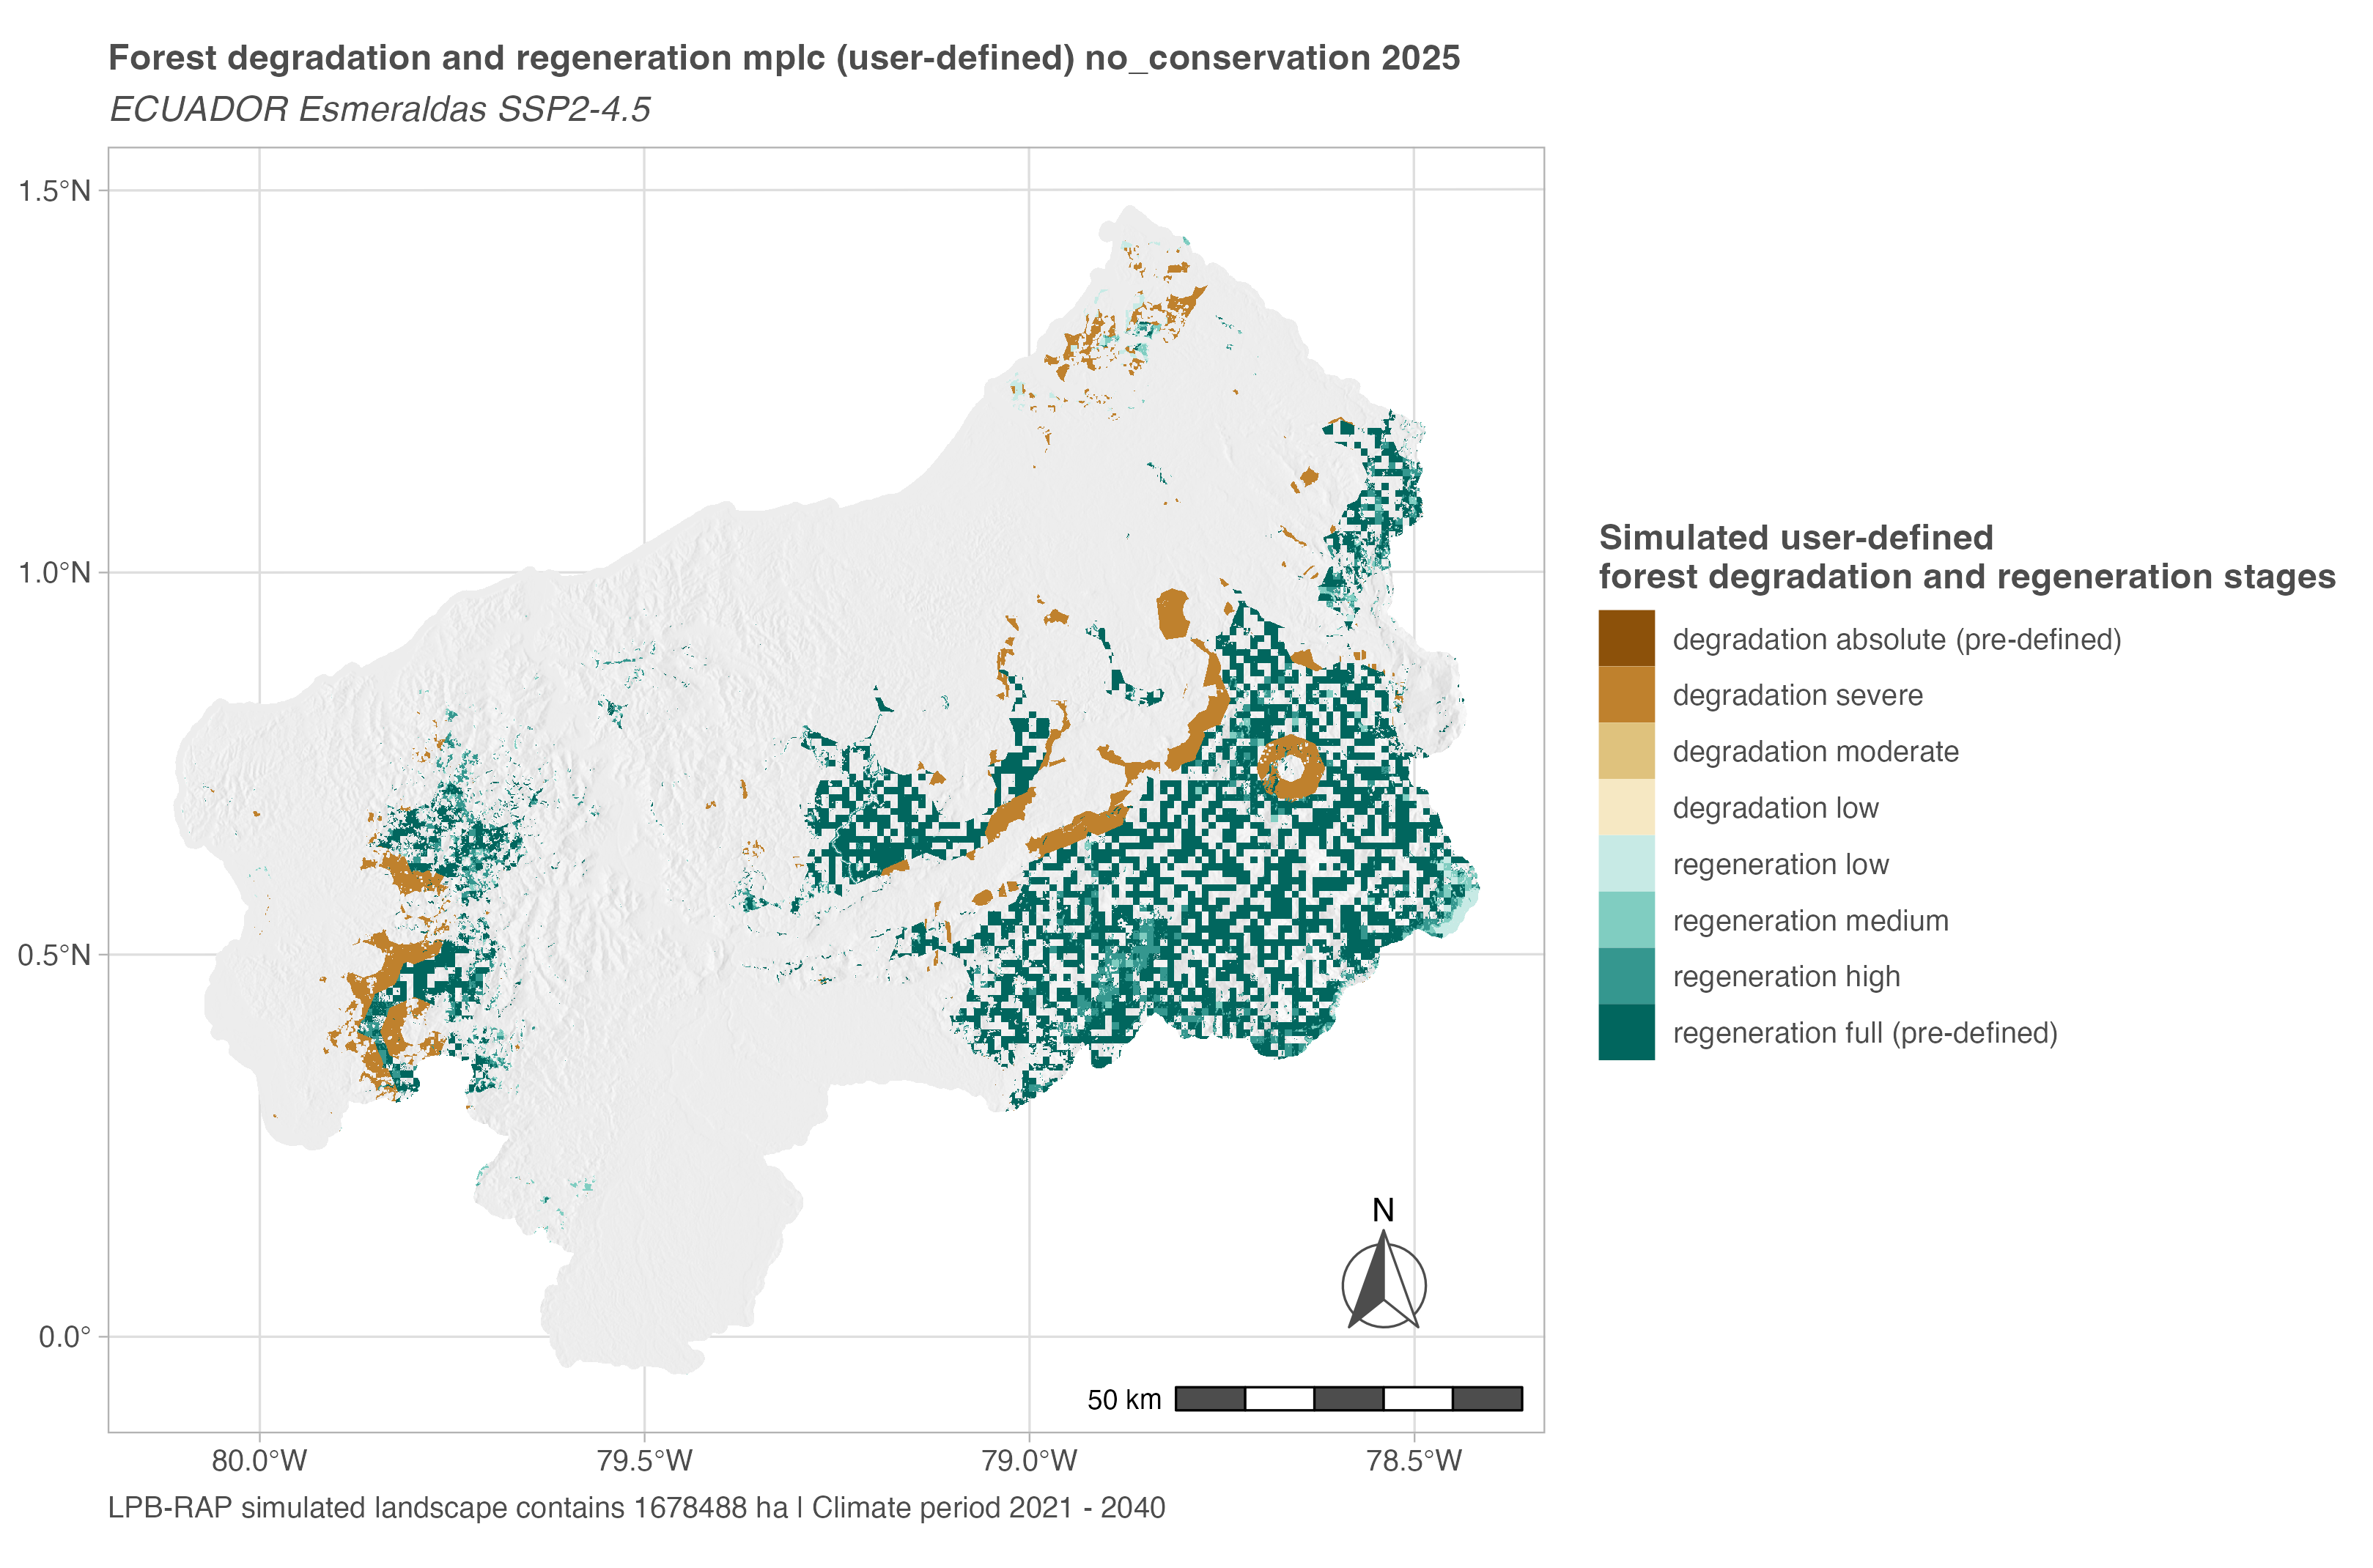 Forest degradation and regeneration mplc (user-defined) no_conservation 2025
ECUADOR Esmeraldas SSP2-4.5
1.5°N
1.0°N
0.5°N
0.0°
80.0°W
79.5°W
79.0°W
78.5°W
N
50 km
Simulated user-defined
forest degradation and regeneration stages
degradation absolute (pre-defined)
degradation severe
degradation moderate
degradation low
regeneration low
regeneration medium
regeneration high
regeneration full (pre-defined)
LPB-RAP simulated landscape contains 1678488 ha | Climate period 2021 - 2040